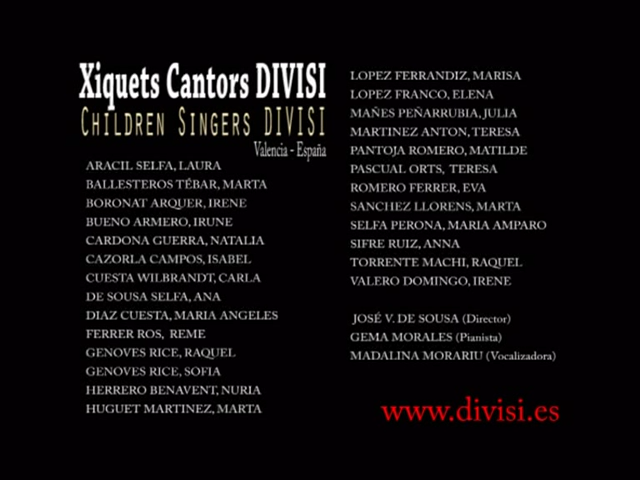 Xiquets Cantors DIVISI
CHILDREN SINGERS DIVISI
Valencia - España
ARACIL SELFA, LAURA
BALLESTEROS TÉBAR, MARTA
BORONAT ARQUER, IRENE
BUENO ARMERO, IRUNE
CARDONA GUERRA, NATALIA
CAZORLA CAMPOS, ISABEL
CUESTA WILBRANDT, CARLA
DE SOUSA SELFA, ANA
DIAZ CUESTA, MARIA ANGELES
FERRER ROS, REME
GENOVES RICE, RAQUEL
GENOVES RICE, SOFIA
HERRERO BENAVENT, NURIA
HUGUET MARTINEZ, MARTA
LOPEZ FERRANDIZ, MARISA
LOPEZ FRANCO, ELENA
MAÑES PEÑARRUBIA, JULIA
MARTINEZ ANTON, TERESA
PANTOJA ROMERO, MATILDE
PASCUAL ORTS, TERESA
ROMERO FERRER, EVA
SANCHEZ LLORENS, MARTA
SELFA PERONA, MARIA AMPARO
SIFRE RUIZ, ANNA
TORRENTE MACHI, RAQUEL
VALERO DOMINGO, IRENE
JOSÉ V. DE SOUSA (Director)
GEMA MORALES (Pianista)
MADALINA MORARIU (Vocalizadora)
www.divisi.es